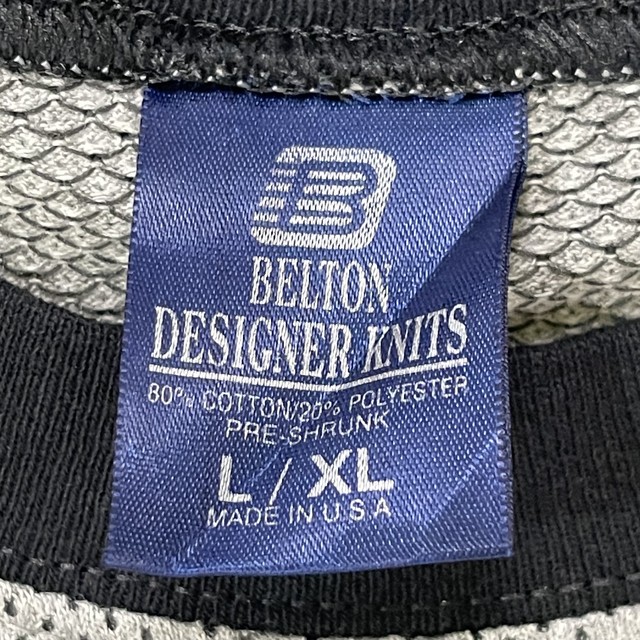 B
BELTON
DESIGNER KNITS
80% COTTON/20% POLYESTER
PRE-SHRUNK
L / XL
MADE IN U.S.A